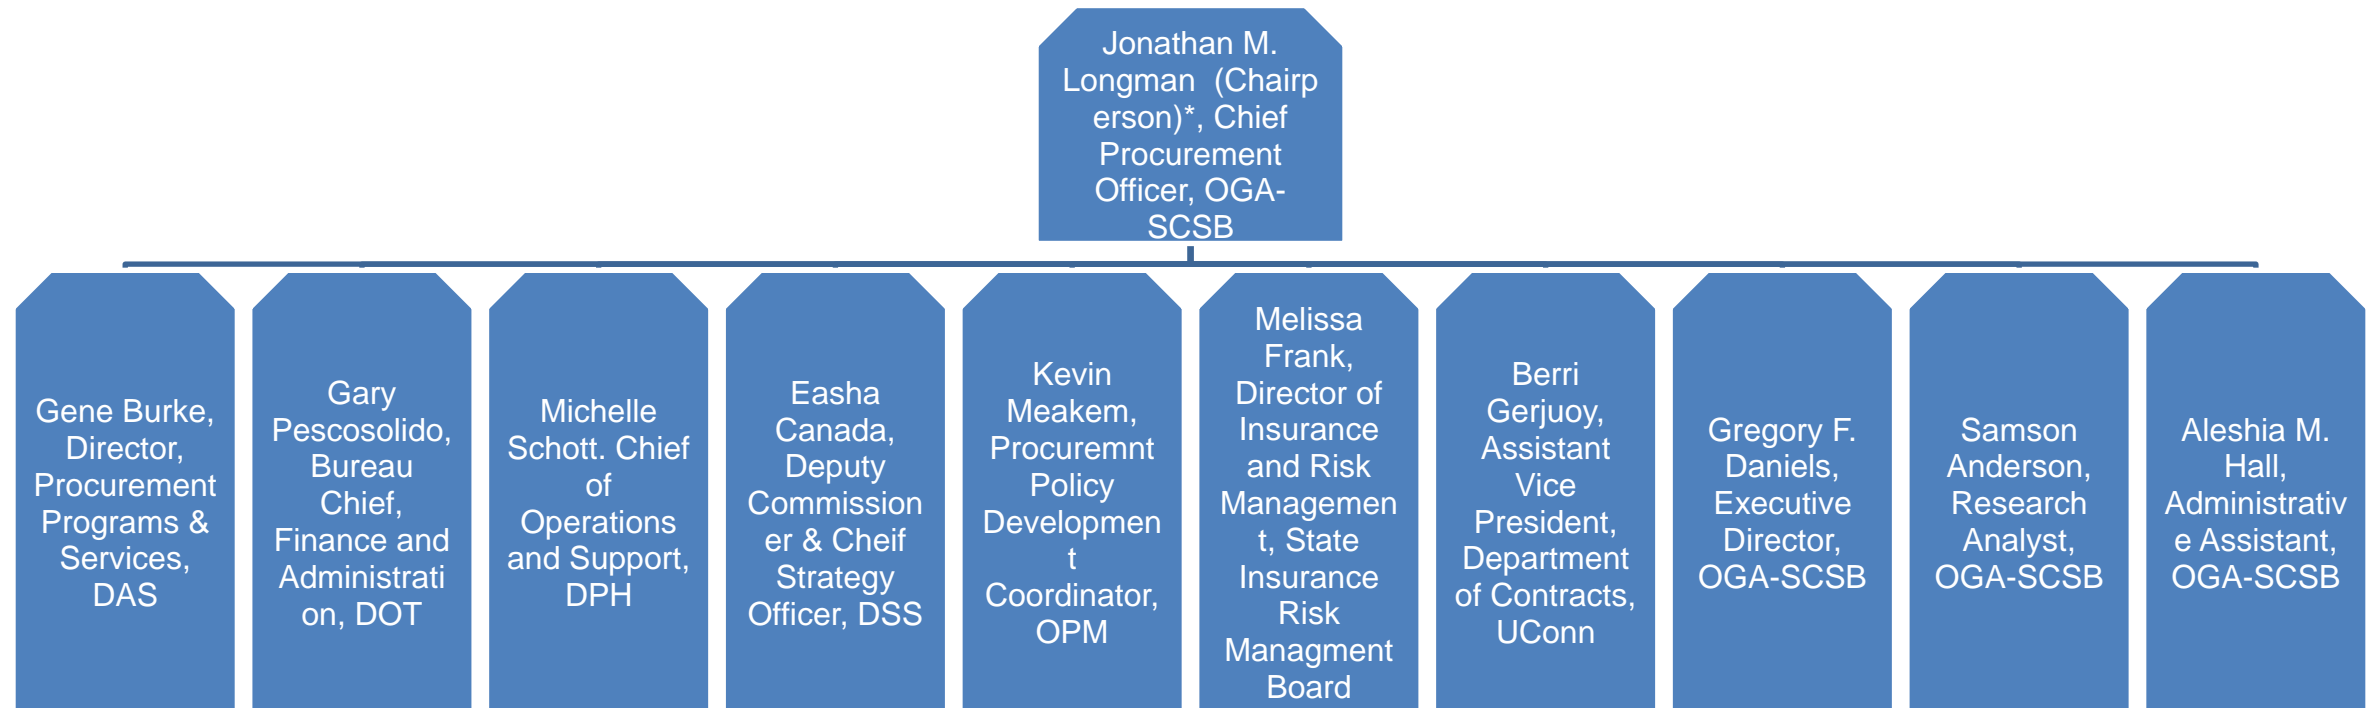 Jonathan M.
Longman (Chairp
erson)*, Chief
Procurement
Officer, OGA-
SCSB
Gene Burke,
Director,
Procurement
Programs &
Services,
DAS
Gary
Pescosolido,
Bureau
Chief,
Finance and
Administrati
on, DOT
Michelle
Schott. Chief
of
Operations
and Support,
DPH
Easha
Canada,
Deputy
Commission
er & Cheif
Strategy
Officer, DSS
Kevin
Meakem,
Procuremnt
Policy
Developmen
t
Coordinator,
OPM
Melissa
Frank,
Director of
Insurance
and Risk
Managemen
t, State
Insurance
Risk
Managment
Board
Berri
Gerjuoy,
Assistant
Vice
President,
Department
of Contracts,
UConn
Gregory F.
Daniels,
Executive
Director,
OGA-SCSB
Samson
Anderson,
Research
Analyst,
OGA-SCSB
Aleshia M.
Hall,
Administrativ
e Assistant,
OGA-SCSB